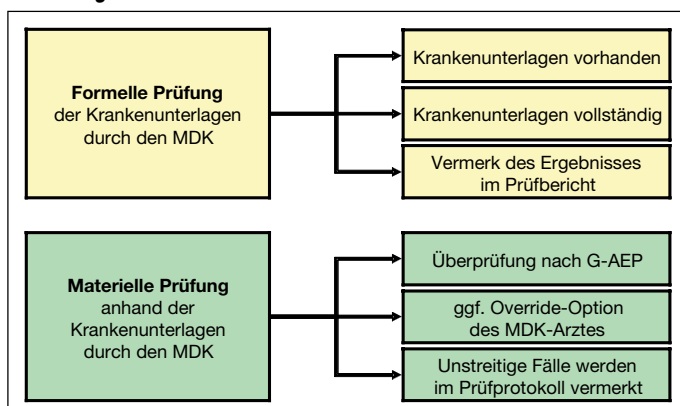 Formelle Prüfung
der Krankenunterlagen
durch den MDK
Krankenunterlagen vorhanden
Krankenunterlagen vollständig
Vermerk des Ergebnisses
im Prüfbericht
Materielle Prüfung
anhand der
Krankenunterlagen
durch den MDK
Überprüfung nach G-AEP
ggf. Override-Option
des MDK-Arztes
Unstreitige Fälle werden
im Prüfprotokoll vermerkt